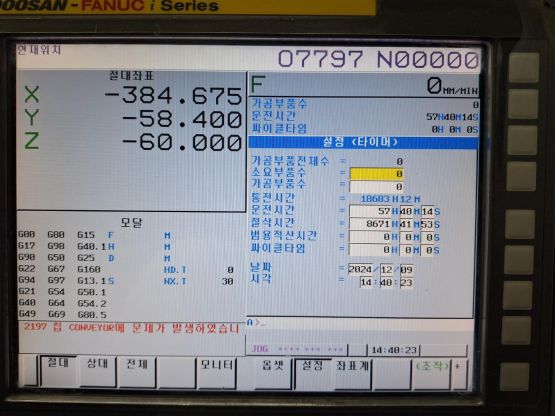 DOOSAN-FANUC i Series
현재위치
O7797 N00000
절대좌표
X -384.675
Y -58.400
Z -60.000
F 0MM/MIN
가공부품수 0
운전시간 57H40M14S
싸이클타임 0H 0M 0S
설정 (타이머)
가공부품전체수 = 0
소요부품수 = 0
가공부품수 = 0
통전시간 = 18683H12M
운전시간 = 57H40M14S
절삭시간 = 8671H41M53S
범용적산시간 = 0H 0M 0S
싸이클타임 = 0H 0M 0S
날짜 = 2024/12/09
시각 = 14:40:23
모달
G00 G80 G15 F M
G17 G98 G40.1 H M
G90 G50 G25 D M
G22 G67 G160 HD.T 0
G94 G97 G13.1 S NX.T 30
G21 G54 G50.1
G40 G64 G54.2
G49 G69 G80.5
2197 칩 CONVEYOR에 문제가 발생하였습니
A>_
JOG **** *** *** 14:40:23
절대 상대 전체 모니터 옵셋 설정 좌표계 (조작) +